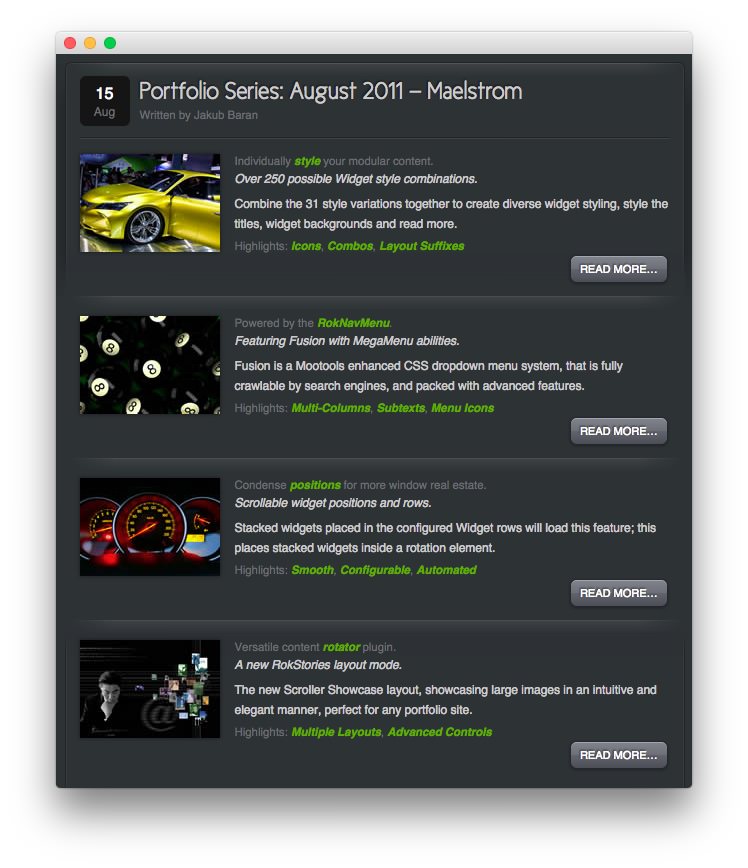 15
Aug
Portfolio Series: August 2011 – Maelstrom
Written by Jakub Baran
Individually style your modular content.
Over 250 possible Widget style combinations.
Combine the 31 style variations together to create diverse widget styling, style the
titles, widget backgrounds and read more.
Highlights: Icons, Combos, Layout Suffixes
READ MORE...
8
8
8
8
8
Powered by the RokNavMenu.
Featuring Fusion with MegaMenu abilities.
Fusion is a Mootools enhanced CSS dropdown menu system, that is fully
crawlable by search engines, and packed with advanced features.
Highlights: Multi-Columns, Subtexts, Menu Icons
READ MORE...
Condense positions for more window real estate.
Scrollable widget positions and rows.
Stacked widgets placed in the configured Widget rows will load this feature; this
places stacked widgets inside a rotation element.
Highlights: Smooth, Configurable, Automated
READ MORE...
@
Versatile content rotator plugin.
A new RokStories layout mode.
The new Scroller Showcase layout, showcasing large images in an intuitive and
elegant manner, perfect for any portfolio site.
Highlights: Multiple Layouts, Advanced Controls
READ MORE...